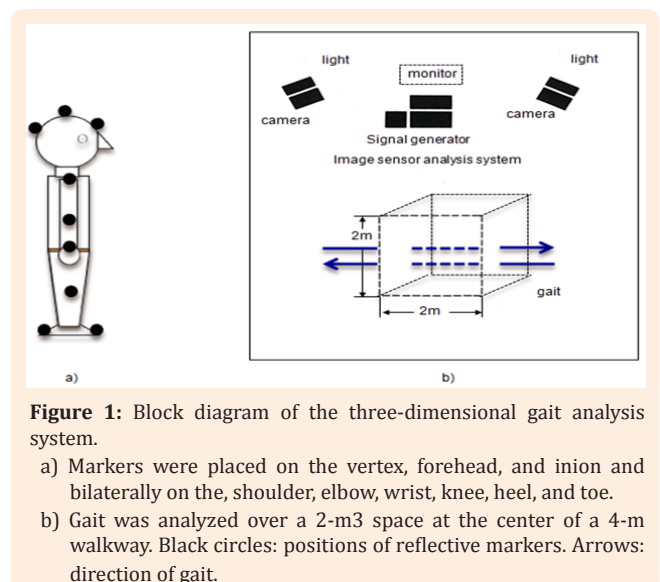 light
light
monitor
camera
camera
Signal generator
Image sensor analysis system
2m
gait
2m
a)
b)
Figure 1: Block diagram of the three-dimensional gait analysis
system.
a) Markers were placed on the vertex, forehead, and inion and
bilaterally on the, shoulder, elbow, wrist, knee, heel, and toe.
b) Gait was analyzed over a 2-m3 space at the center of a 4-m
walkway. Black circles: positions of reflective markers. Arrows:
direction of gait.